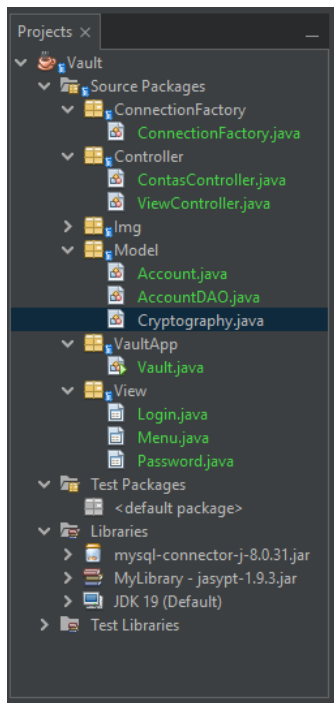 Projects
Vault
Source Packages
ConnectionFactory
ConnectionFactory.java
Controller
ContasController.java
ViewController.java
Img
Model
Account.java
AccountDAO.java
Cryptography.java
VaultApp
Vault.java
View
Login.java
Menu.java
Password.java
Test Packages
<default package>
Libraries
mysql-connector-j-8.0.31.jar
MyLibrary - jasypt-1.9.3.jar
JDK 19 (Default)
Test Libraries